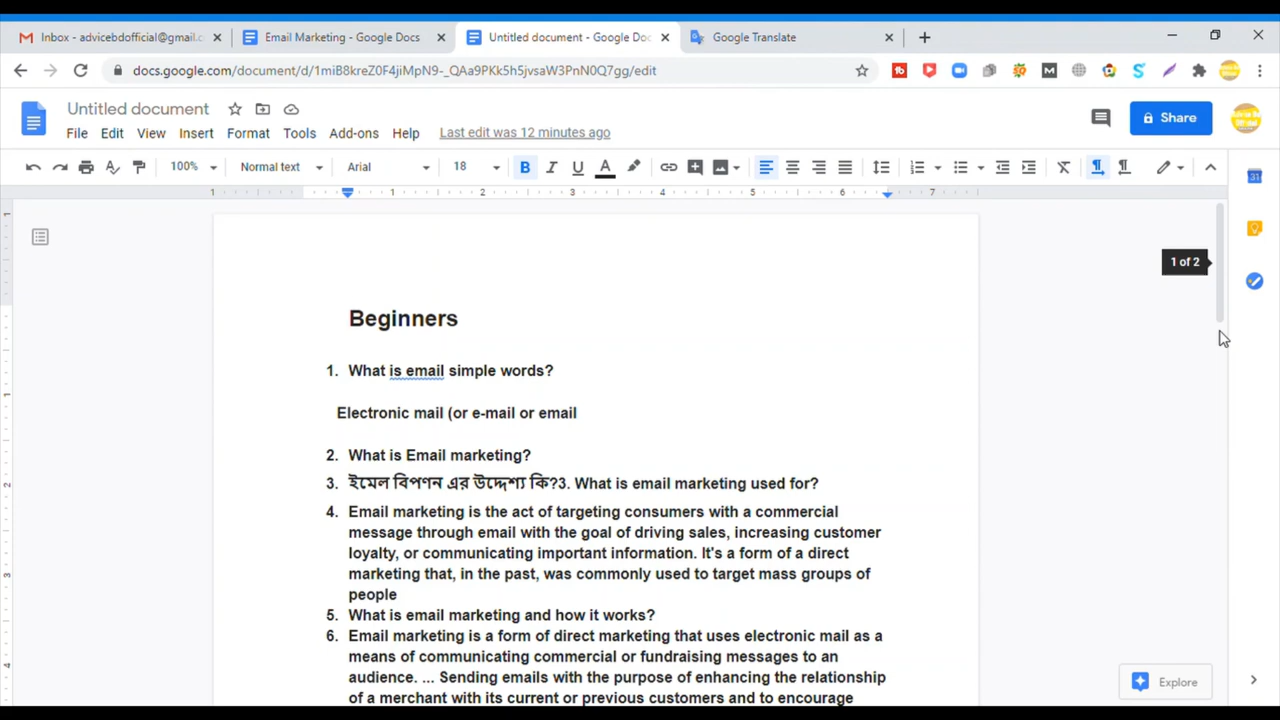 Inbox - advicebdofficial@gmail.c
Email Marketing - Google Docs
Untitled document - Google Doc
Google Translate
docs.google.com/document/d/1miB8kreZ0F4jiMpN9-_QAa9PKk5h5jvsaW3PnN0Q7gg/edit
Untitled document
File Edit View Insert Format Tools Add-ons Help Last edit was 12 minutes ago
Share
100% Normal text Arial 18 B I U A
1 1 2 3 4 5 6 7
1 of 2
Beginners
1. What is email simple words?
Electronic mail (or e-mail or email
2. What is Email marketing?
3. ইমেল বিপণন এর উদ্দেশ্য কি?3. What is email marketing used for?
4. Email marketing is the act of targeting consumers with a commercial
message through email with the goal of driving sales, increasing customer
loyalty, or communicating important information. It's a form of a direct
marketing that, in the past, was commonly used to target mass groups of
people
5. What is email marketing and how it works?
6. Email marketing is a form of direct marketing that uses electronic mail as a
means of communicating commercial or fundraising messages to an
audience. ... Sending emails with the purpose of enhancing the relationship
of a merchant with its current or previous customers and to encourage
Explore